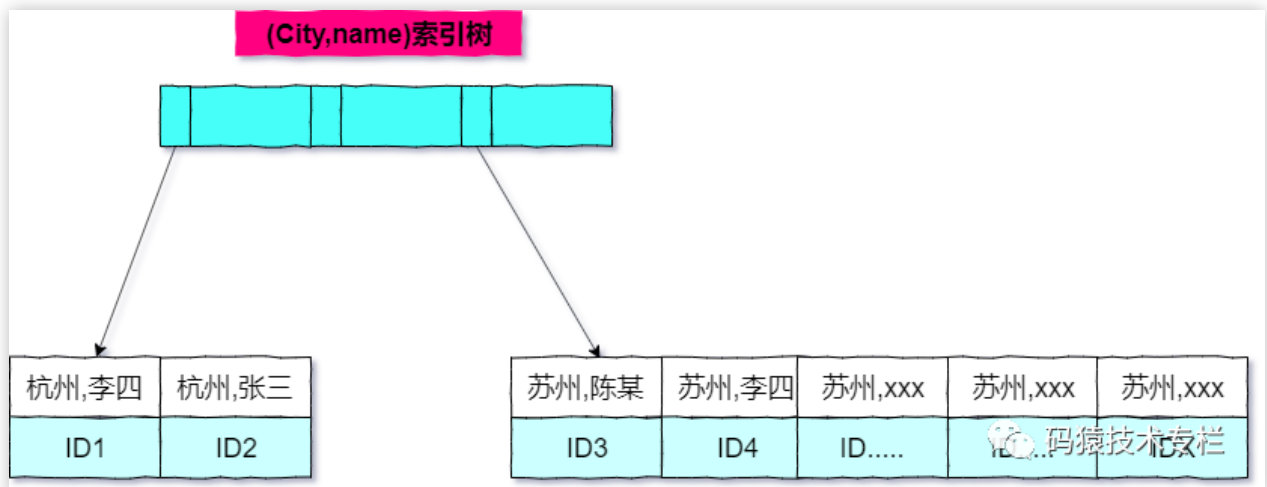 (City,name)索引树
杭州,李四 杭州,张三 苏州,陈某 苏州,李四 苏州,xxx 苏州,xxx 苏州,xxx
ID1 ID2 ID3 ID4 ID..... ID..... IDX
码猿技术专栏